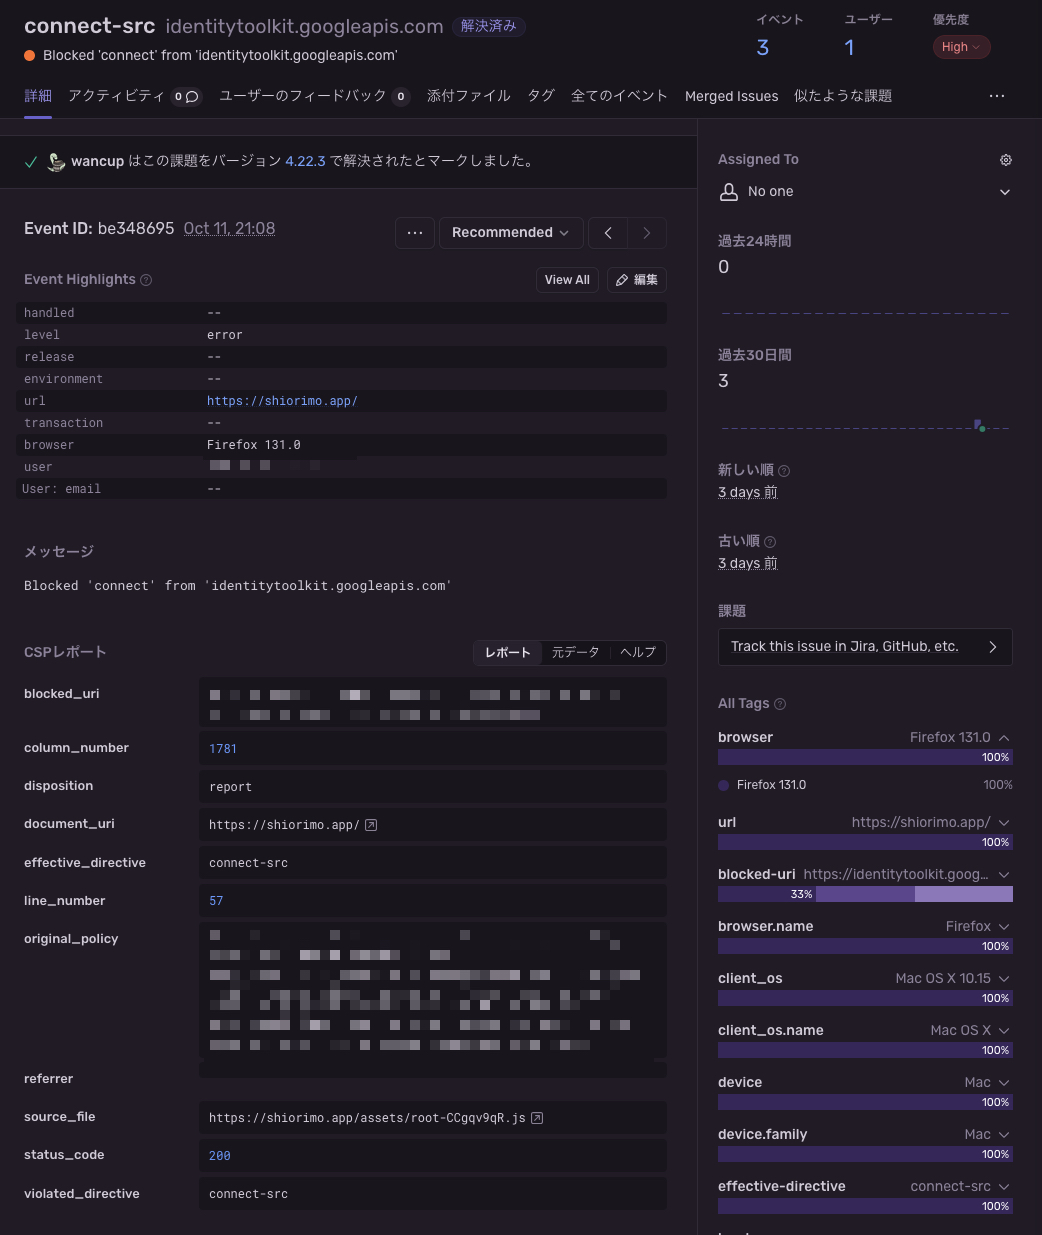 connect-src identitytoolkit.googleapis.com 解決済み
Blocked 'connect' from 'identitytoolkit.googleapis.com'
イベント ユーザー 優先度
3 1 High
詳細 アクティビティ 0 ユーザーのフィードバック 0 添付ファイル タグ 全てのイベント Merged Issues 似たような課題 ...
wancup はこの課題をバージョン 4.22.3 で解決されたとマークしました。
Event ID: be348695 Oct 11, 21:08
... Recommended
Event Highlights View All 編集
handled --
level error
release --
environment --
url https://shiorimo.app/
transaction --
browser Firefox 131.0
user
User: email --
メッセージ
Blocked 'connect' from 'identitytoolkit.googleapis.com'
CSPレポート レポート 元データ ヘルプ
blocked_uri
column_number 1781
disposition report
document_uri https://shiorimo.app/
effective_directive connect-src
line_number 57
original_policy
referrer
source_file https://shiorimo.app/assets/root-CCgqv9qR.js
status_code 200
violated_directive connect-src
Assigned To
No one
過去24時間
0
過去30日間
3
新しい順
3 days 前
古い順
3 days 前
課題
Track this issue in Jira, GitHub, etc.
All Tags
browser Firefox 131.0
100%
Firefox 131.0 100%
url https://shiorimo.app/
100%
blocked-uri https://identitytoolkit.goog...
33%
browser.name Firefox
100%
client_os Mac OS X 10.15
100%
client_os.name Mac OS X
100%
device Mac
100%
device.family Mac
100%
effective-directive connect-src
100%